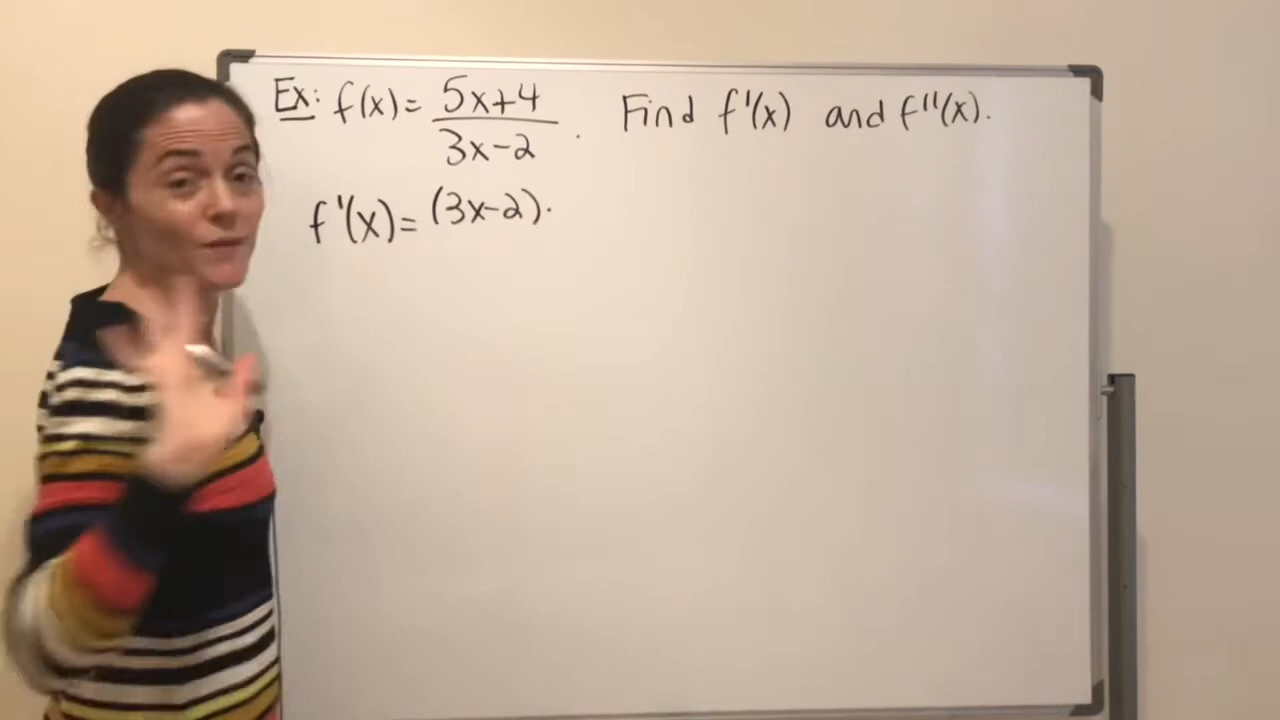 Ex: f(x) = 5x+4 / 3x-2 . Find f'(x) and f''(x).
f'(x) = (3x-2)·